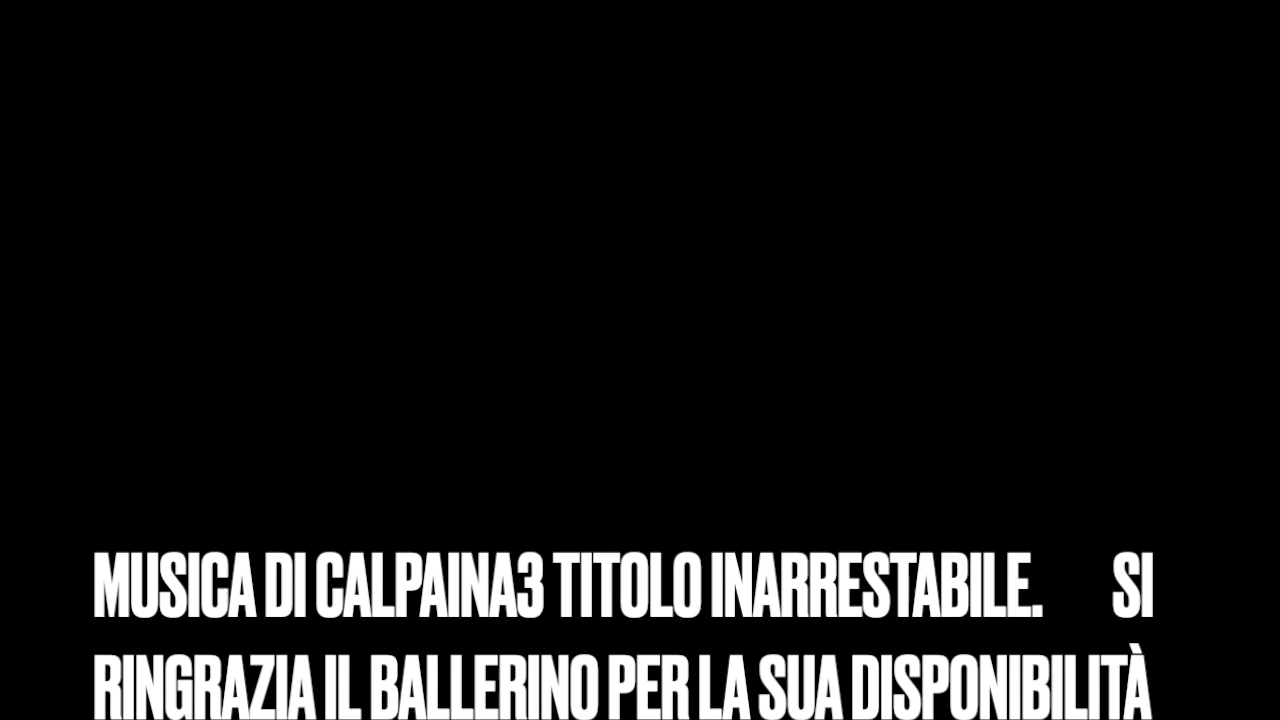 MUSICA DI CALPAINA3 TITOLO INARRESTABILE. SI
RINGRAZIA IL BALLERINO PER LA SUA DISPONIBILITÀ